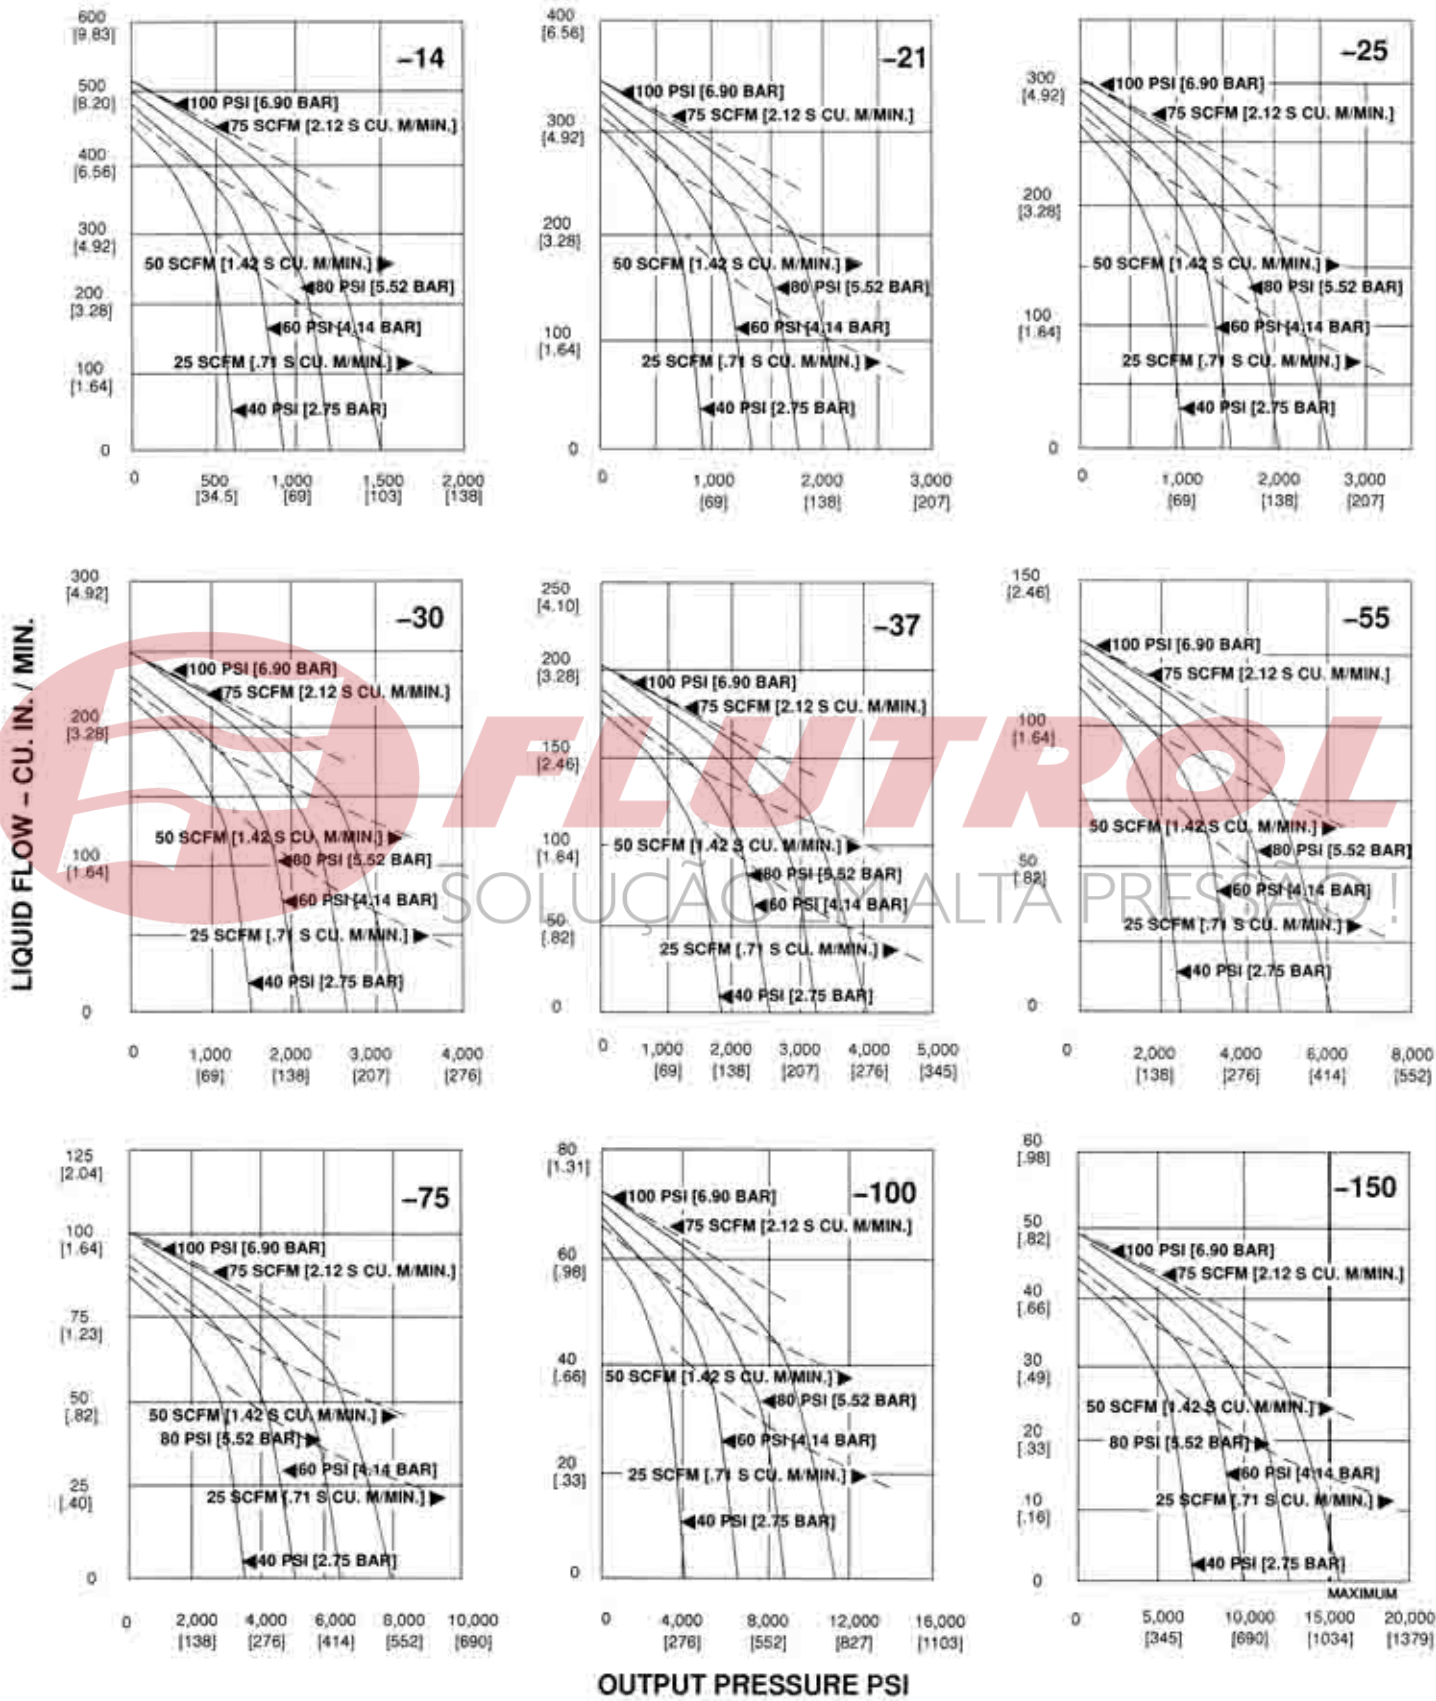 LIQUID FLOW – CU. IN. / MIN.
600
[9.83]
500
[8.20]
400
[6.56]
300
[4.92]
200
[3.28]
100
[1.64]
0
–14
◄100 PSI [6.90 BAR]
◄75 SCFM [2.12 S CU. M/MIN.]
50 SCFM [1.42 S CU. M/MIN.] ►
◄80 PSI [5.52 BAR]
◄60 PSI [4.14 BAR]
25 SCFM [.71 S CU. M/MIN.] ►
◄40 PSI [2.75 BAR]
0 500 1,000 1,500 2,000
[34.5] [69] [103] [138]
400
[6.56]
300
[4.92]
200
[3.28]
100
[1.64]
0
–21
◄100 PSI [6.90 BAR]
◄75 SCFM [2.12 S CU. M/MIN.]
50 SCFM [1.42 S CU. M/MIN.] ►
◄80 PSI [5.52 BAR]
◄60 PSI [4.14 BAR]
25 SCFM [.71 S CU. M/MIN.] ►
◄40 PSI [2.75 BAR]
0 1,000 2,000 3,000
[69] [138] [207]
300
[4.92]
200
[3.28]
100
[1.64]
0
–25
◄100 PSI [6.90 BAR]
◄75 SCFM [2.12 S CU. M/MIN.]
50 SCFM [1.42 S CU. M/MIN.] ►
◄80 PSI [5.52 BAR]
◄60 PSI [4.14 BAR]
25 SCFM [.71 S CU. M/MIN.] ►
◄40 PSI [2.75 BAR]
0 1,000 2,000 3,000
[69] [138] [207]
300
[4.92]
200
[3.28]
100
[1.64]
0
–30
◄100 PSI [6.90 BAR]
◄75 SCFM [2.12 S CU. M/MIN.]
50 SCFM [1.42 S CU. M/MIN.] ►
◄80 PSI [5.52 BAR]
◄60 PSI [4.14 BAR]
25 SCFM [.71 S CU. M/MIN.] ►
◄40 PSI [2.75 BAR]
0 1,000 2,000 3,000 4,000
[69] [138] [207] [276]
250
[4.10]
200
[3.28]
150
[2.46]
100
[1.64]
50
[.82]
0
–37
◄100 PSI [6.90 BAR]
◄75 SCFM [2.12 S CU. M/MIN.]
50 SCFM [1.42 S CU. M/MIN.] ►
◄80 PSI [5.52 BAR]
◄60 PSI [4.14 BAR]
25 SCFM [.71 S CU. M/MIN.] ►
◄40 PSI [2.75 BAR]
0 1,000 2,000 3,000 4,000 5,000
[69] [138] [207] [276] [345]
150
[2.46]
100
[1.64]
50
[.82]
0
–55
◄100 PSI [6.90 BAR]
◄75 SCFM [2.12 S CU. M/MIN.]
50 SCFM [1.42 S CU. M/MIN.] ►
◄80 PSI [5.52 BAR]
◄60 PSI [4.14 BAR]
25 SCFM [.71 S CU. M/MIN.] ►
◄40 PSI [2.75 BAR]
0 2,000 4,000 6,000 8,000
[138] [276] [414] [552]
FLUTROL
SOLUÇÃO EM ALTA PRESSÃO !
125
[2.04]
100
[1.64]
75
[1.23]
50
[.82]
25
[.40]
0
–75
◄100 PSI [6.90 BAR]
◄75 SCFM [2.12 S CU. M/MIN.]
50 SCFM [1.42 S CU. M/MIN.] ►
80 PSI [5.52 BAR] ►
◄60 PSI [4.14 BAR]
25 SCFM [.71 S CU. M/MIN.] ►
◄40 PSI [2.75 BAR]
0 2,000 4,000 6,000 8,000 10,000
[138] [276] [414] [552] [690]
80
[1.31]
60
[.98]
40
[.66]
20
[.33]
0
–100
◄100 PSI [6.90 BAR]
◄75 SCFM [2.12 S CU. M/MIN.]
50 SCFM [1.42 S CU. M/MIN.] ►
◄80 PSI [5.52 BAR]
◄60 PSI [4.14 BAR]
25 SCFM [.71 S CU. M/MIN.] ►
◄40 PSI [2.75 BAR]
0 4,000 8,000 12,000 16,000
[276] [552] [827] [1103]
60
[.98]
50
[.82]
40
[.66]
30
[.49]
20
[.33]
10
[.16]
0
–150
◄100 PSI [6.90 BAR]
◄75 SCFM [2.12 S CU. M/MIN.]
50 SCFM [1.42 S CU. M/MIN.] ►
80 PSI [5.52 BAR] ►
◄60 PSI [4.14 BAR]
25 SCFM [.71 S CU. M/MIN.] ►
◄40 PSI [2.75 BAR]
MAXIMUM
0 5,000 10,000 15,000 20,000
[345] [690] [1034] [1379]
OUTPUT PRESSURE PSI